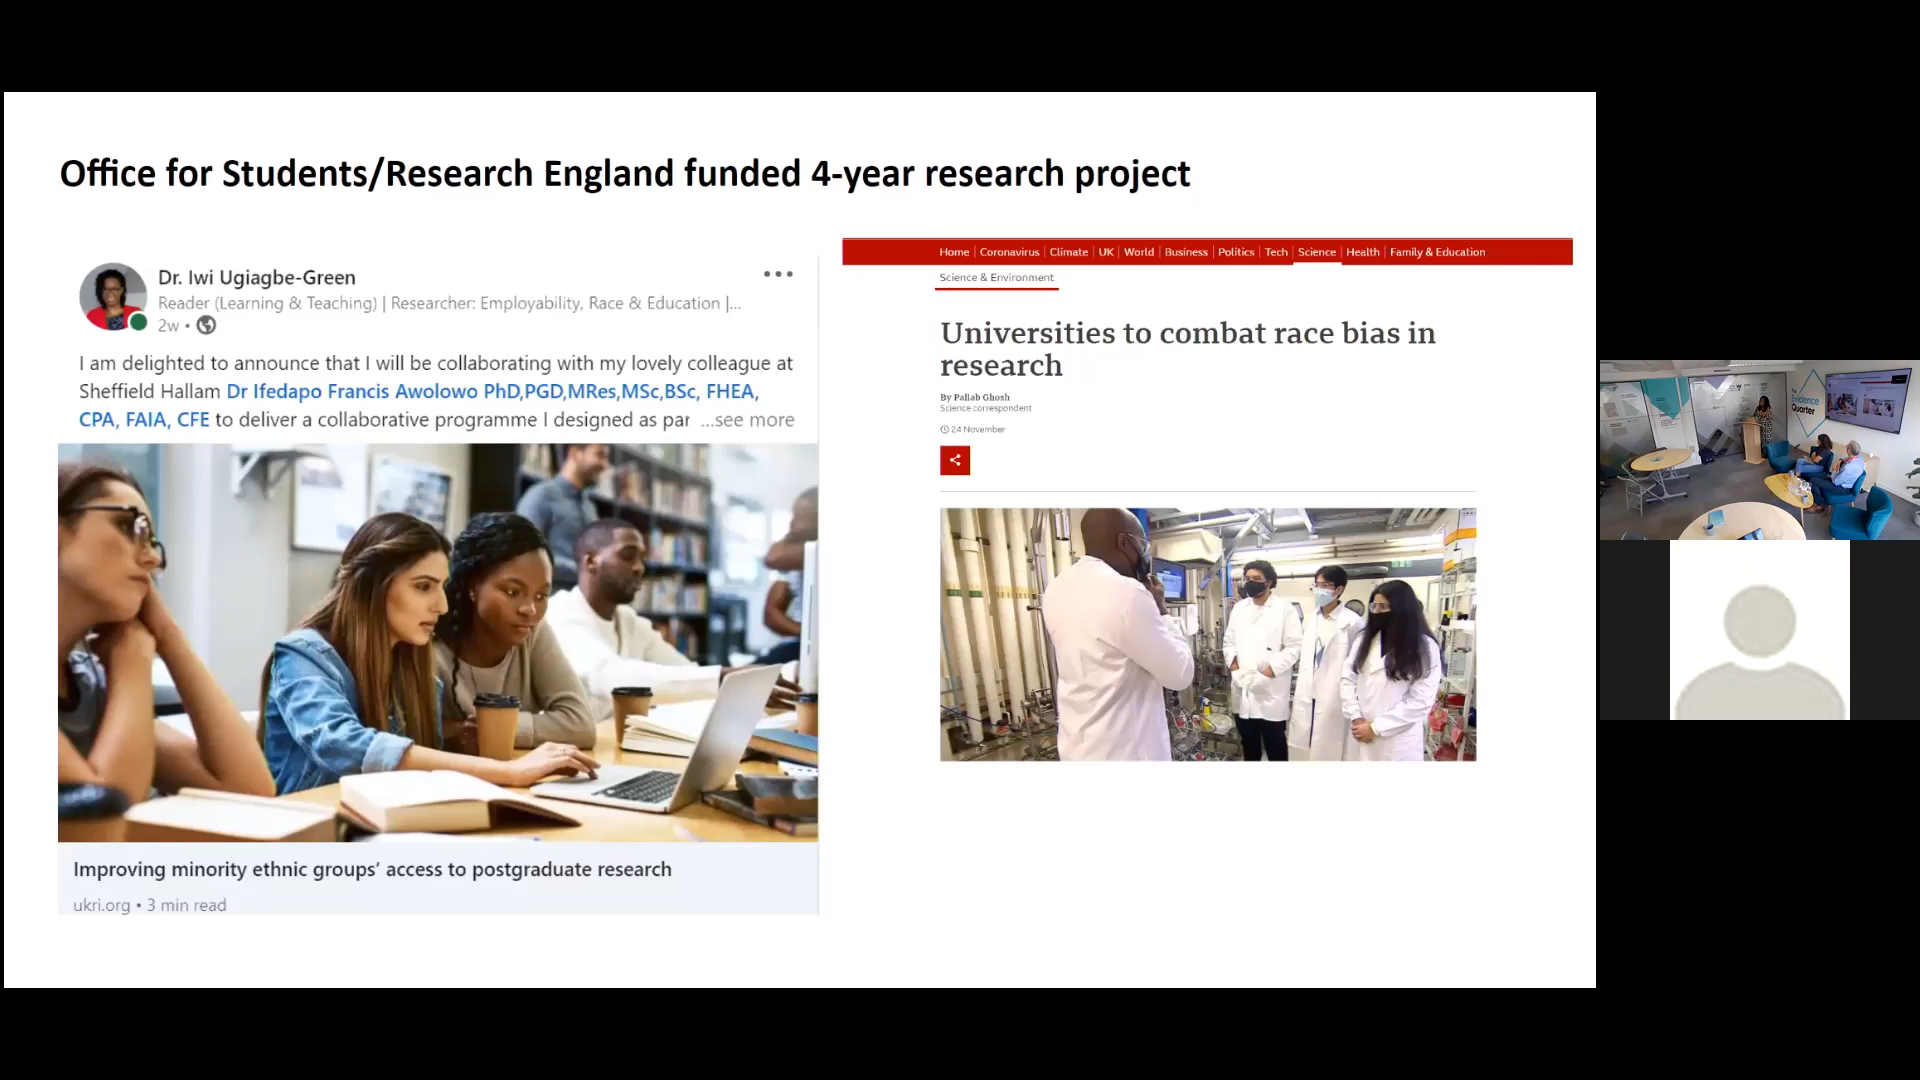 Office for Students/Research England funded 4-year research project
Dr. Iwi Ugiagbe-Green
Reader (Learning & Teaching) | Researcher: Employability, Race & Education |...
2w •
I am delighted to announce that I will be collaborating with my lovely colleague at
Sheffield Hallam Dr Ifedapo Francis Awolowo PhD,PGD,MRes,MSc,BSc, FHEA,
CPA, FAIA, CFE to deliver a collaborative programme I designed as par ...see more
Improving minority ethnic groups' access to postgraduate research
ukri.org • 3 min read
Home | Coronavirus | Climate | UK | World | Business | Politics | Tech | Science | Health | Family & Education
Science & Environment
Universities to combat race bias in
research
By Pallab Ghosh
Science correspondent
24 November
The
Evidence
Quarter